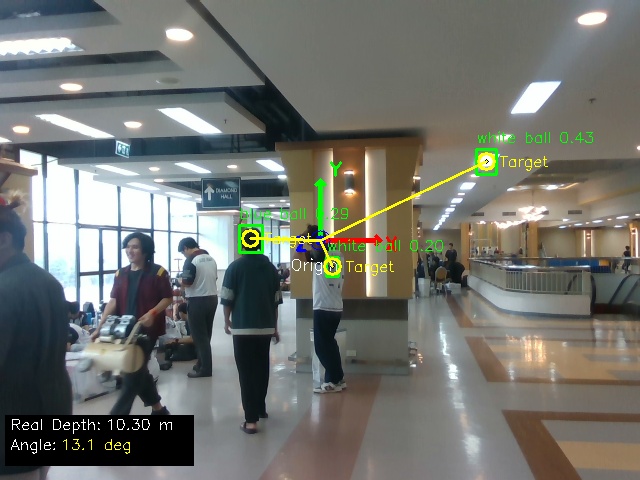 white ball 0.43
Target
DIAMOND
HALL
Y
blue ball 0.29
Target
X
white ball 0.20
Origin
Target
Real Depth: 10.30 m
Angle: 13.1 deg